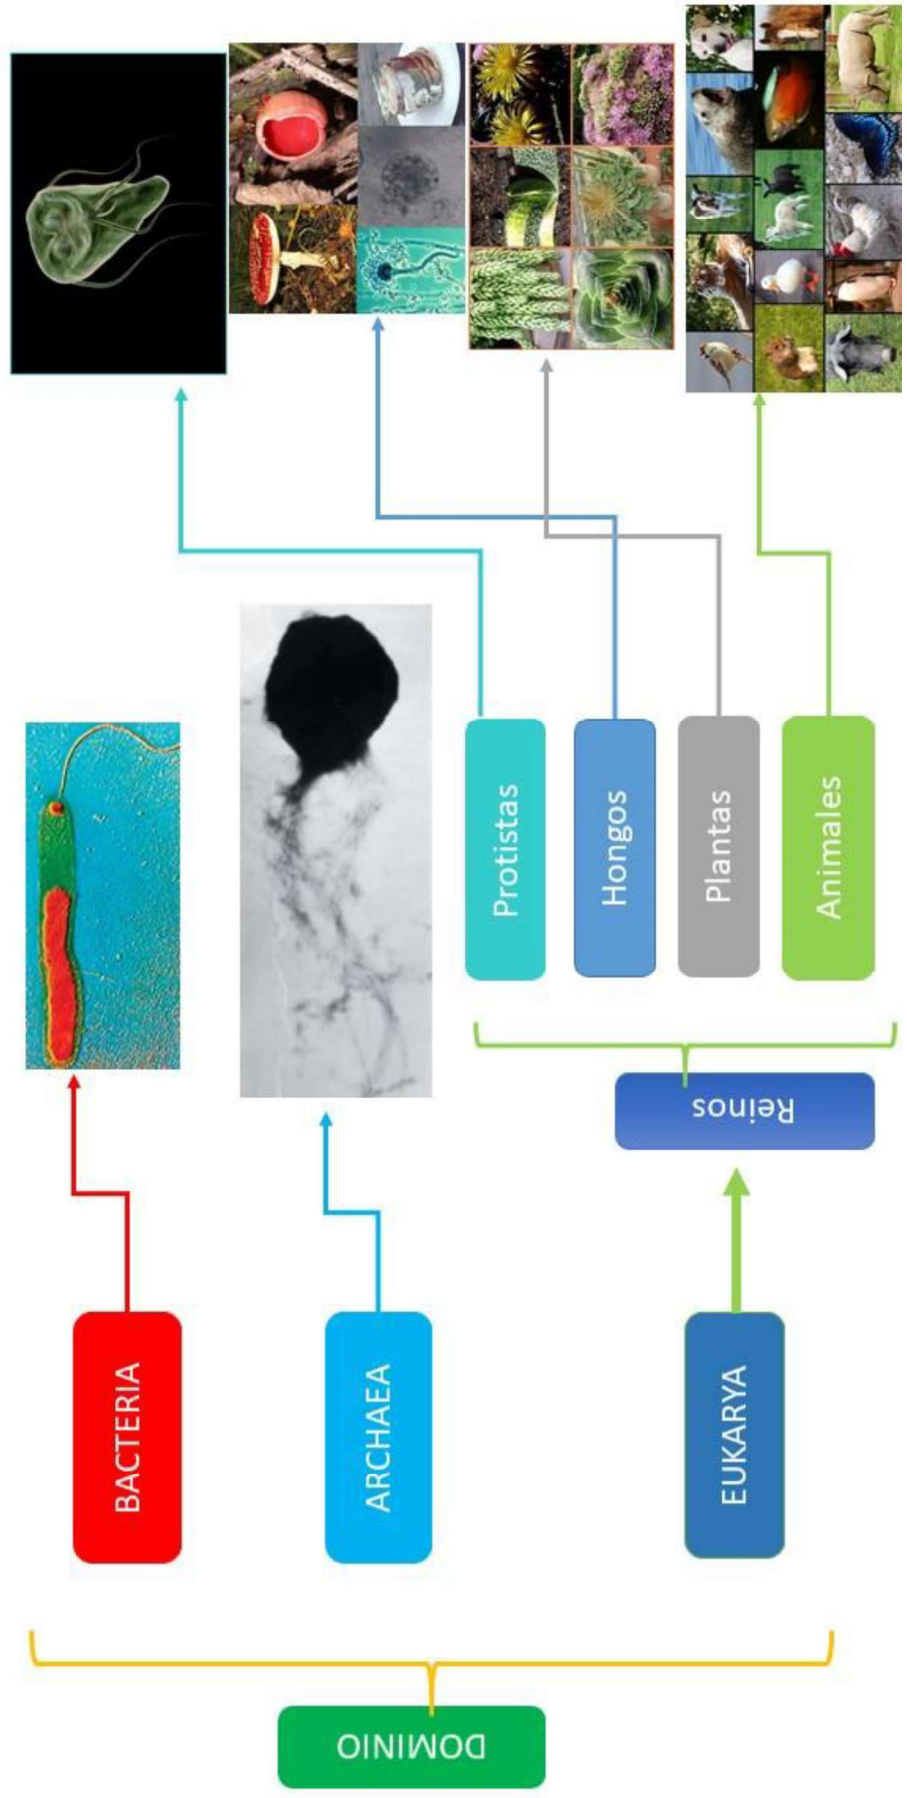 DOMINIO
BACTERIA
ARCHAEA
EUKARYA
Reinos
Protistas
Hongos
Plantas
Animales